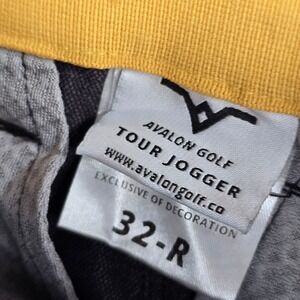 AVALON GOLF
TOUR JOGGER
www.avalongolf.co
EXCLUSIVE OF DECORATION
32-R